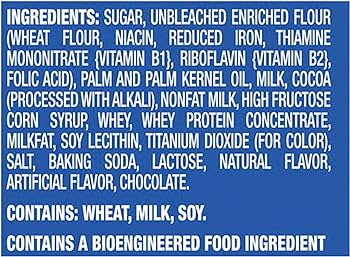 INGREDIENTS: SUGAR, UNBLEACHED ENRICHED FLOUR
(WHEAT FLOUR, NIACIN, REDUCED IRON, THIAMINE
MONONITRATE {VITAMIN B1}, RIBOFLAVIN {VITAMIN B2},
FOLIC ACID), PALM AND PALM KERNEL OIL, MILK, COCOA
(PROCESSED WITH ALKALI), NONFAT MILK, HIGH FRUCTOSE
CORN SYRUP, WHEY, WHEY PROTEIN CONCENTRATE,
MILKFAT, SOY LECITHIN, TITANIUM DIOXIDE (FOR COLOR),
SALT, BAKING SODA, LACTOSE, NATURAL FLAVOR,
ARTIFICIAL FLAVOR, CHOCOLATE.
CONTAINS: WHEAT, MILK, SOY.
CONTAINS A BIOENGINEERED FOOD INGREDIENT